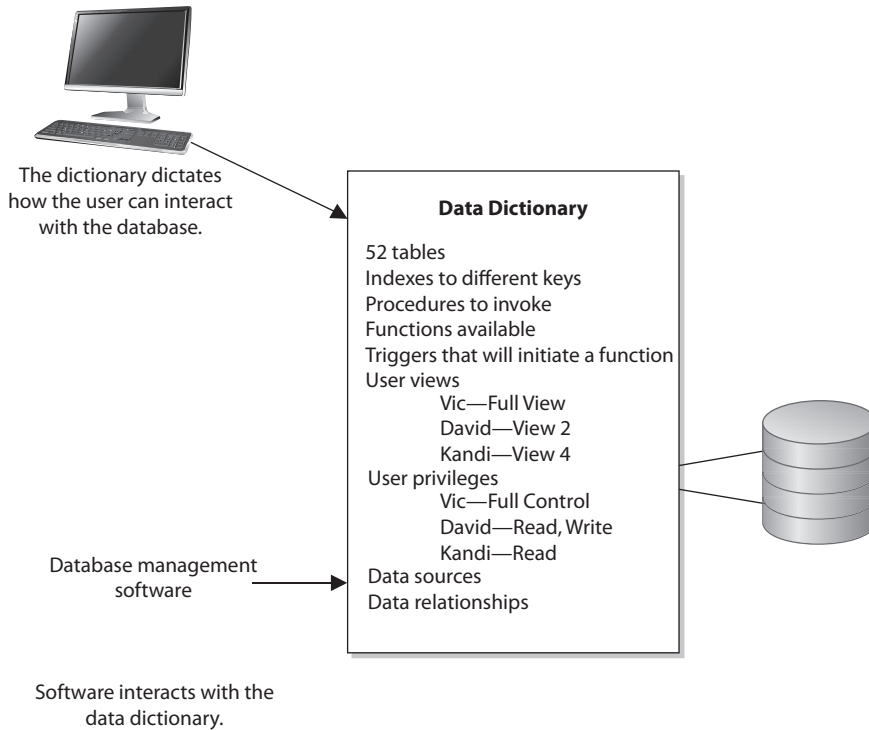 The dictionary dictates
how the user can interact
with the database.
Data Dictionary
52 tables
Indexes to different keys
Procedures to invoke
Functions available
Triggers that will initiate a function
User views
Vic—Full View
David—View 2
Kandi—View 4
User privileges
Vic—Full Control
David—Read, Write
Kandi—Read
Data sources
Data relationships
Database management
software
Software interacts with the
data dictionary.